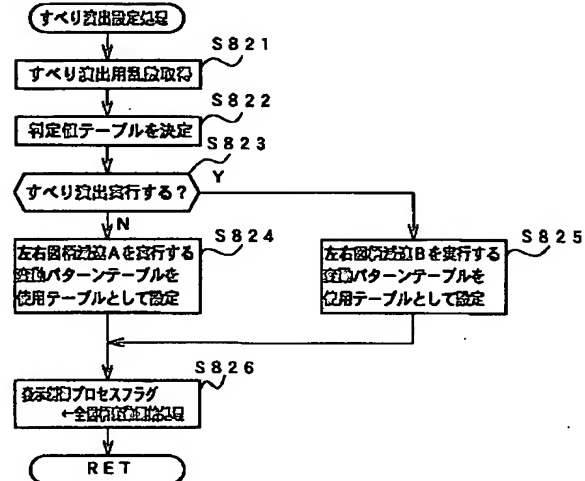 すべり演出設定処理
S821
すべり演出用乱数取得
S822
判定値テーブルを決定
S823
すべり演出実行する?
Y
N
S824
左右図柄差替Aを実行する
変動パターンテーブルを
使用テーブルとして設定
S825
左右図柄差替Bを実行する
変動パターンテーブルを
使用テーブルとして設定
S826
表示制御プロセスフラグ
←全図柄変動開始処理
RET